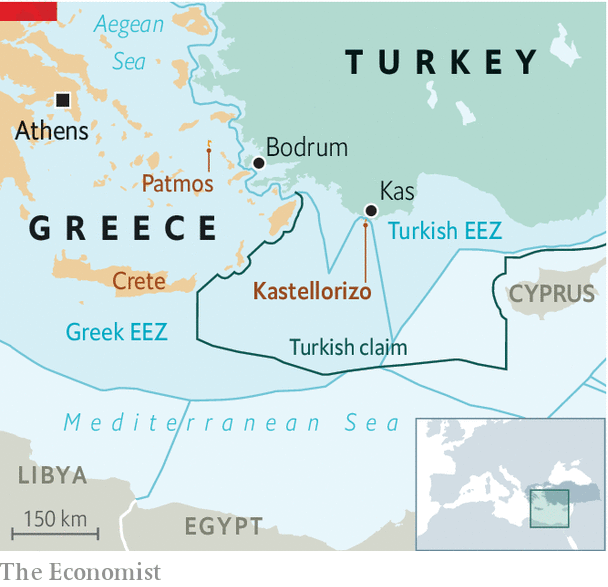 Aegean
Sea
TURKEY
Athens
Bodrum
Patmos
Kas
GREECE
Turkish EEZ
Crete
Kastellorizo
CYPRUS
Greek EEZ
Turkish claim
Mediterranean Sea
LIBYA
150 km
EGYPT
The Economist